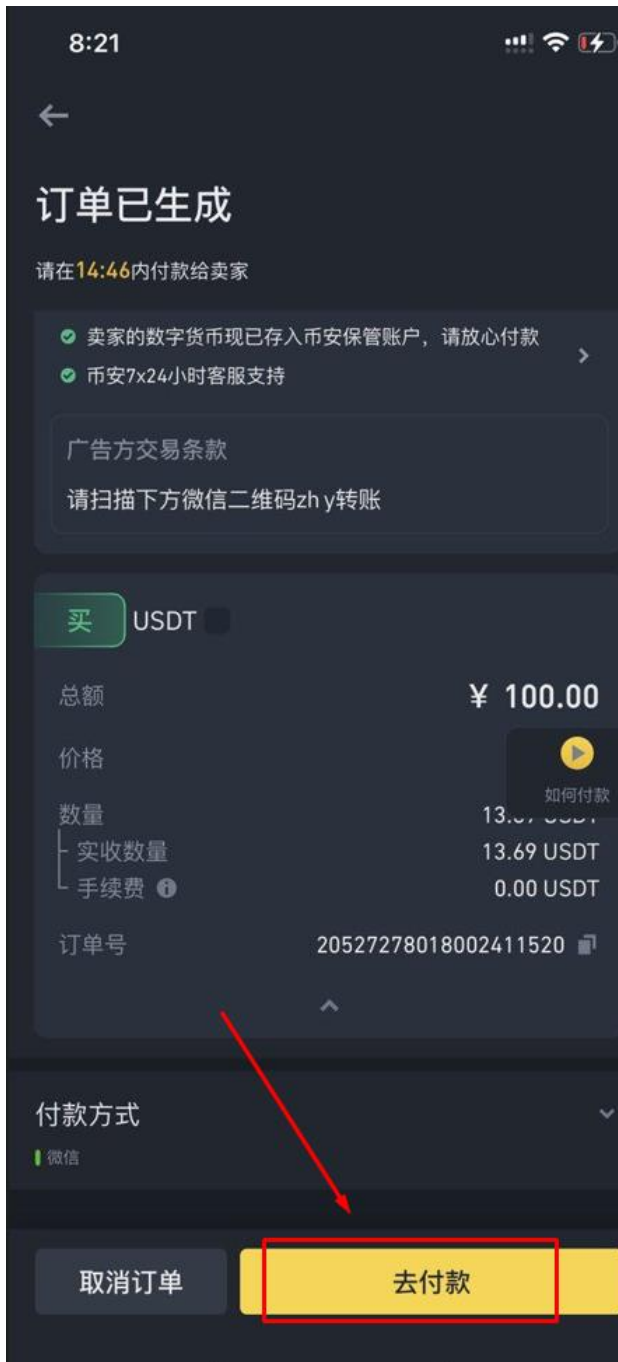 8:21
订单已生成
请在14:46内付款给卖家
卖家的数字货币现已存入币安保管账户，请放心付款
币安7x24小时客服支持
广告方交易条款
请扫描下方微信二维码zh y转账
买 USDT
总额 ¥ 100.00
价格
如何付款
数量
实收数量 13.69 USDT
手续费 0.00 USDT
订单号 20527278018002411520
付款方式
微信
取消订单 去付款